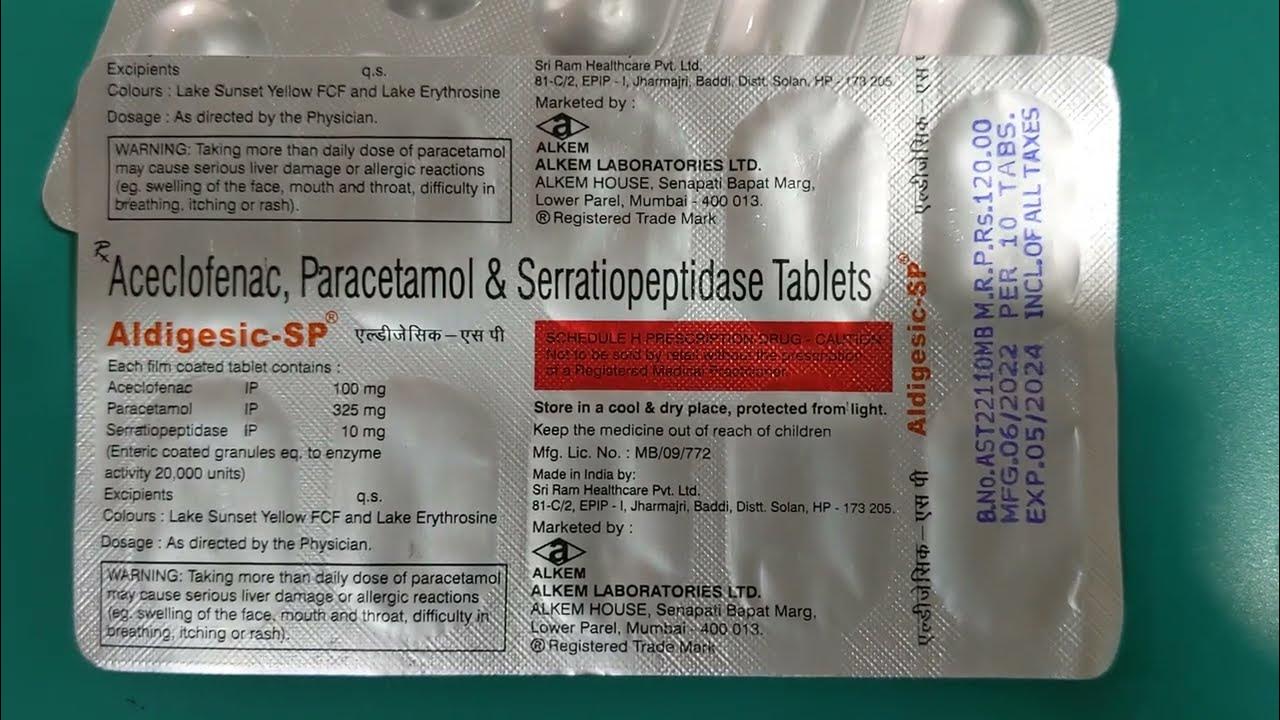 Excipients q.s.
Colours : Lake Sunset Yellow FCF and Lake Erythrosine
Dosage : As directed by the Physician.
WARNING: Taking more than daily dose of paracetamol
may cause serious liver damage or allergic reactions
(eg. swelling of the face, mouth and throat, difficulty in
breathing, itching or rash).
Sri Ram Healthcare Pvt. Ltd.
81-C/2, EPIP - I, Jharmajri, Baddi, Distt. Solan, HP - 173 205.
Marketed by :
a
ALKEM
ALKEM LABORATORIES LTD.
ALKEM HOUSE, Senapati Bapat Marg,
Lower Parel, Mumbai - 400 013.
® Registered Trade Mark
Rx
Aceclofenac, Paracetamol & Serratiopeptidase Tablets
Aldigesic-SP® एल्डीजेसिक–एस पी
Each film coated tablet contains :
Aceclofenac IP 100 mg
Paracetamol IP 325 mg
Serratiopeptidase IP 10 mg
(Enteric coated granules eq. to enzyme
activity 20,000 units)
Excipients q.s.
Colours : Lake Sunset Yellow FCF and Lake Erythrosine
Dosage : As directed by the Physician.
WARNING: Taking more than daily dose of paracetamol
may cause serious liver damage or allergic reactions
(eg. swelling of the face, mouth and throat, difficulty in
breathing, itching or rash).
SCHEDULE H PRESCRIPTION DRUG - CAUTION
Not to be sold by retail without the prescription
of a Registered Medical Practitioner.
Store in a cool & dry place, protected from light.
Keep the medicine out of reach of children
Mfg. Lic. No. : MB/09/772
Made in India by:
Sri Ram Healthcare Pvt. Ltd.
81-C/2, EPIP - I, Jharmajri, Baddi, Distt. Solan, HP - 173 205.
Marketed by :
a
ALKEM
ALKEM LABORATORIES LTD.
ALKEM HOUSE, Senapati Bapat Marg,
Lower Parel, Mumbai - 400 013.
® Registered Trade Mark
एल्डीजेसिक–एस पी Aldigesic-SP® एल्डीजेसिक–एस प
B.No.AST22110MB M.R.P.Rs.120.00
MFG.06/2022 PER 10 TABS.
EXP.05/2024 INCL.OF ALL TAXES